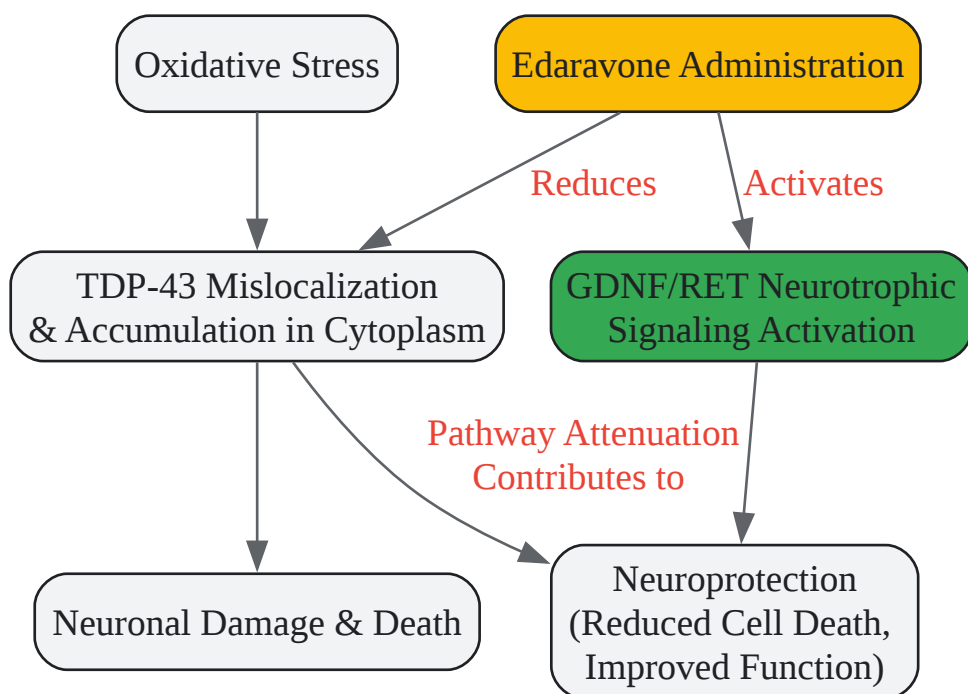 Oxidative Stress
Edaravone Administration
Reduces
Activates
TDP-43 Mislocalization
& Accumulation in Cytoplasm
GDNF/RET Neurotrophic
Signaling Activation
Pathway Attenuation
Contributes to
Neuronal Damage & Death
Neuroprotection
(Reduced Cell Death,
Improved Function)